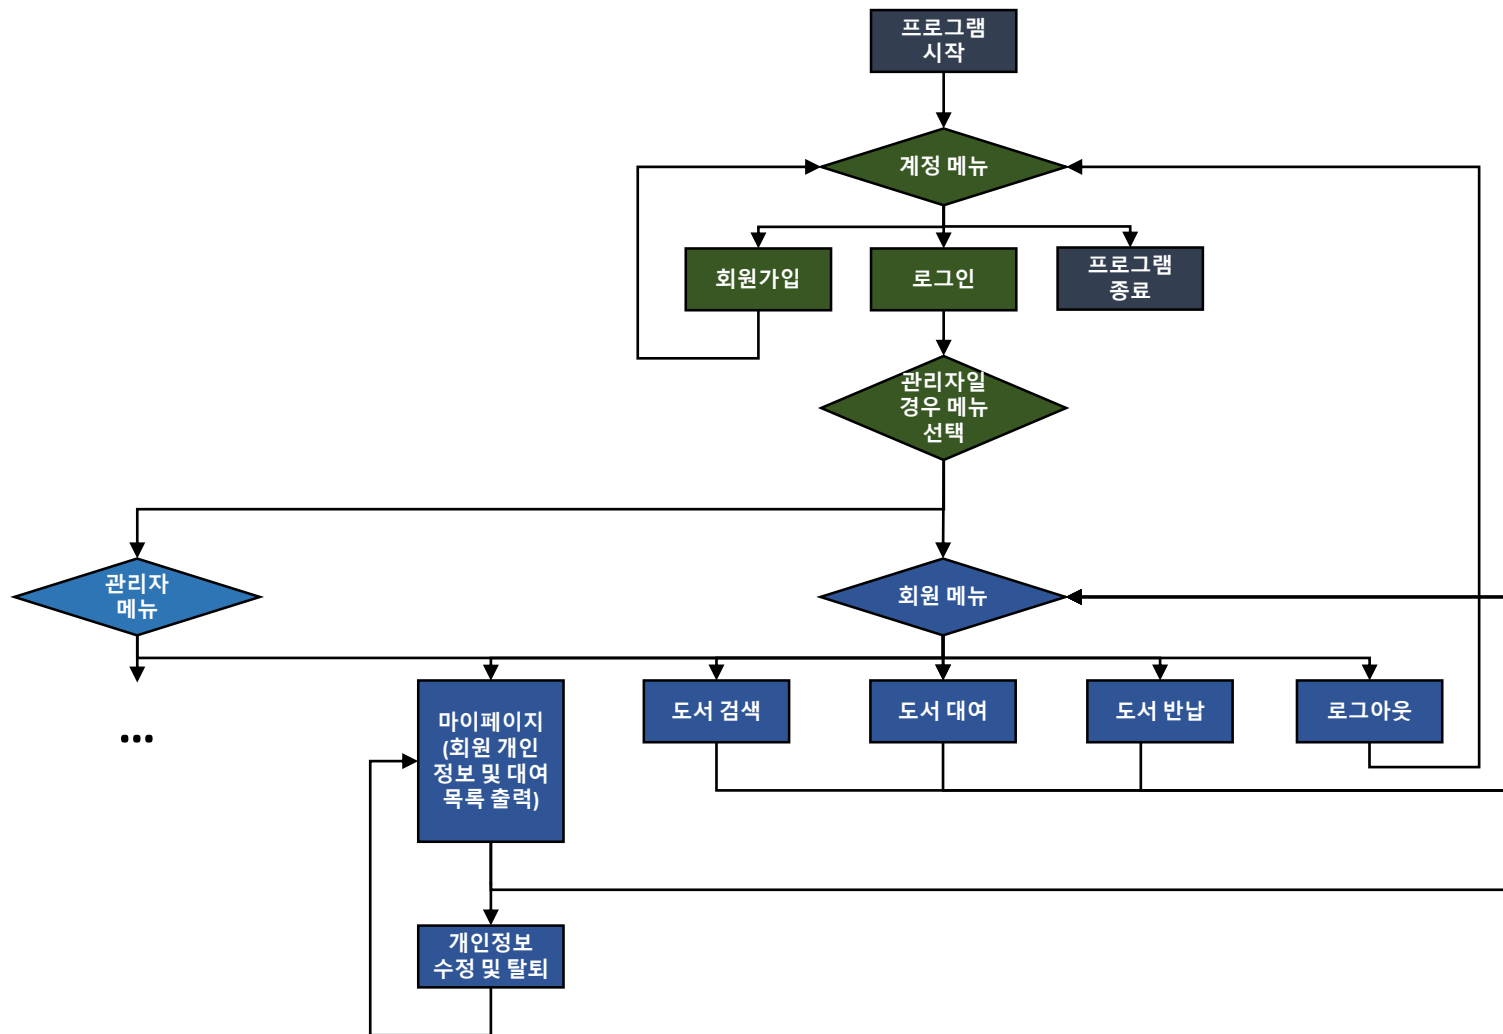 프로그램
시작
계정 메뉴
회원가입
로그인
프로그램
종료
관리자일
경우 메뉴
선택
관리자
메뉴
회원 메뉴
...
마이페이지
(회원 개인
정보 및 대여
목록 출력)
도서 검색
도서 대여
도서 반납
로그아웃
개인정보
수정 및 탈퇴